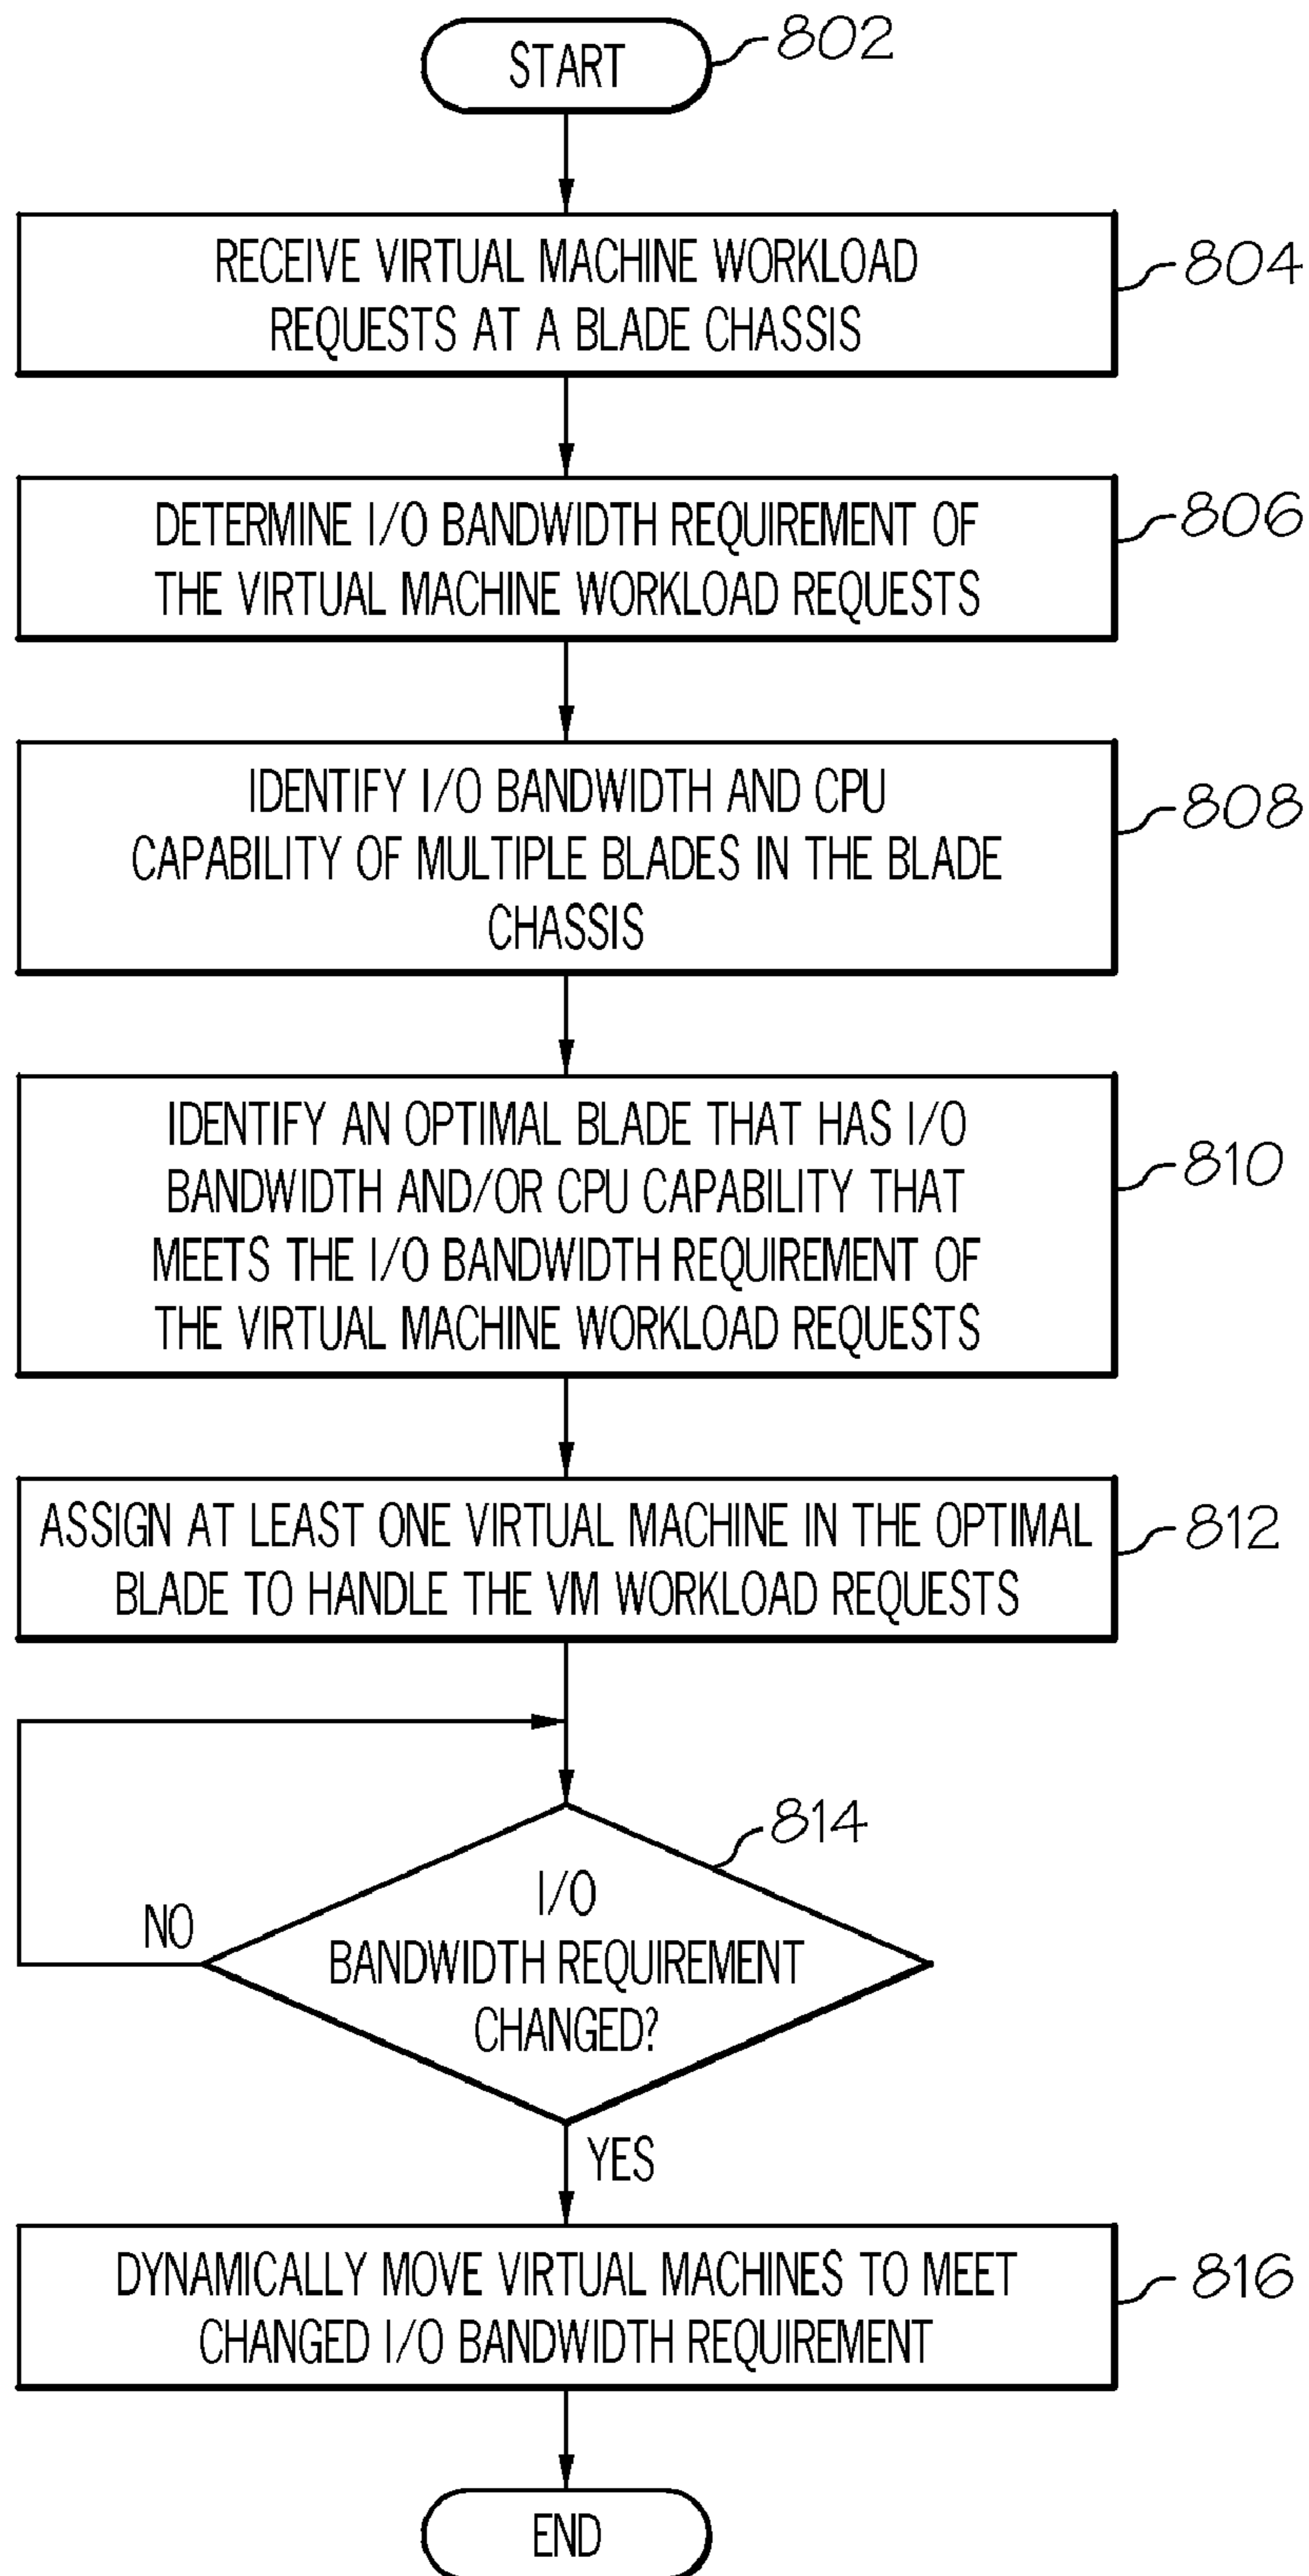 START
802
RECEIVE VIRTUAL MACHINE WORKLOAD
REQUESTS AT A BLADE CHASSIS
804
DETERMINE I/O BANDWIDTH REQUIREMENT OF
THE VIRTUAL MACHINE WORKLOAD REQUESTS
806
IDENTIFY I/O BANDWIDTH AND CPU
CAPABILITY OF MULTIPLE BLADES IN THE BLADE
CHASSIS
808
IDENTIFY AN OPTIMAL BLADE THAT HAS I/O
BANDWIDTH AND/OR CPU CAPABILITY THAT
MEETS THE I/O BANDWIDTH REQUIREMENT OF
THE VIRTUAL MACHINE WORKLOAD REQUESTS
810
ASSIGN AT LEAST ONE VIRTUAL MACHINE IN THE OPTIMAL
BLADE TO HANDLE THE VM WORKLOAD REQUESTS
812
814
I/O
BANDWIDTH REQUIREMENT
CHANGED?
NO
YES
DYNAMICALLY MOVE VIRTUAL MACHINES TO MEET
CHANGED I/O BANDWIDTH REQUIREMENT
816
END